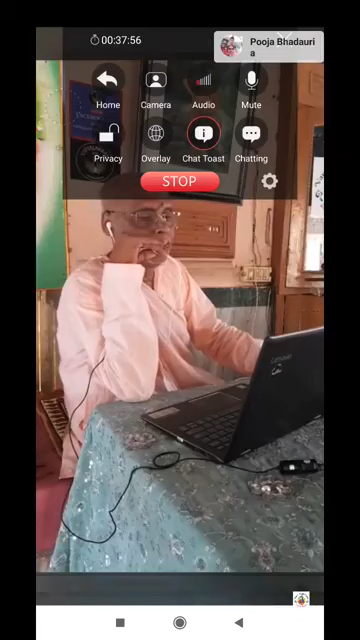 00:37:56
Pooja Bhadauri
a
Home
Camera
Audio
Mute
Privacy
Overlay
Chat Toast
Chatting
STOP
Lenovo